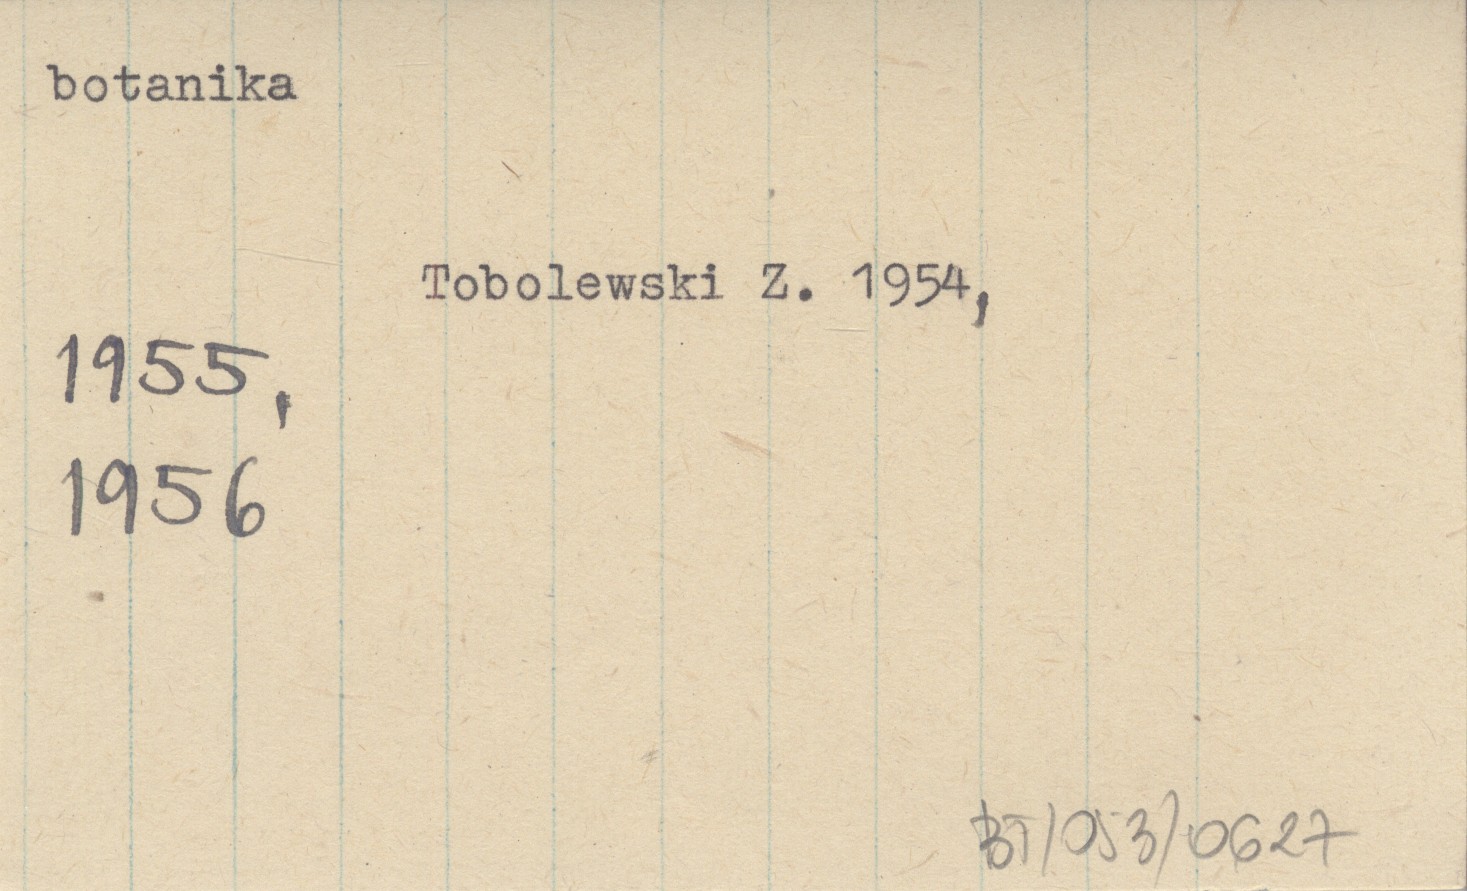 botanika
Tobolewski Z. 1954,
1955,
1956
BT/053/0627